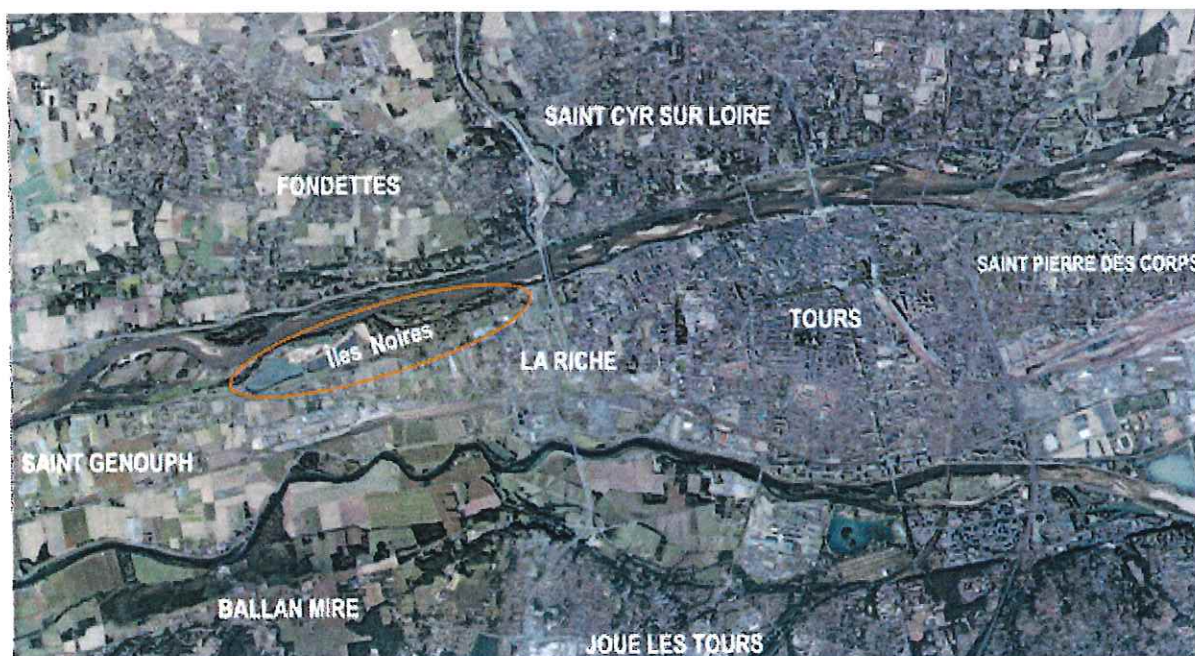 SAINT CYR SUR LOIRE
FONDETTES
SAINT PIERRE DES CORPS
TOURS
Îles Noires
LA RICHE
SAINT GENOUPH
BALLAN MIRE
JOUE LES TOURS